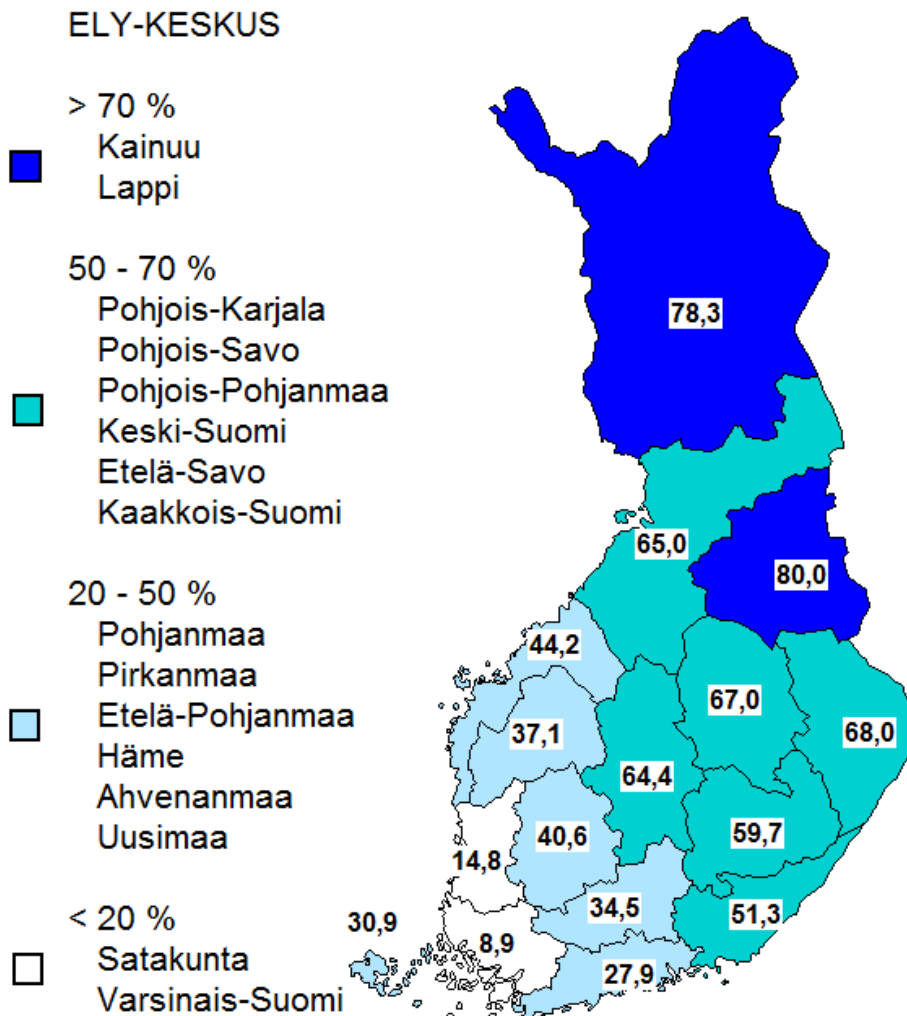 ELY-KESKUS
> 70 %
Kainuu
Lappi
50 - 70 %
Pohjois-Karjala
Pohjois-Savo
Pohjois-Pohjanmaa
Keski-Suomi
Etelä-Savo
Kaakkois-Suomi
20 - 50 %
Pohjanmaa
Pirkanmaa
Etelä-Pohjanmaa
Häme
Ahvenanmaa
Uusimaa
< 20 %
Satakunta
Varsinais-Suomi
78,3
65,0
80,0
44,2
67,0
37,1
68,0
64,4
40,6
59,7
14,8
34,5
51,3
30,9
8,9
27,9